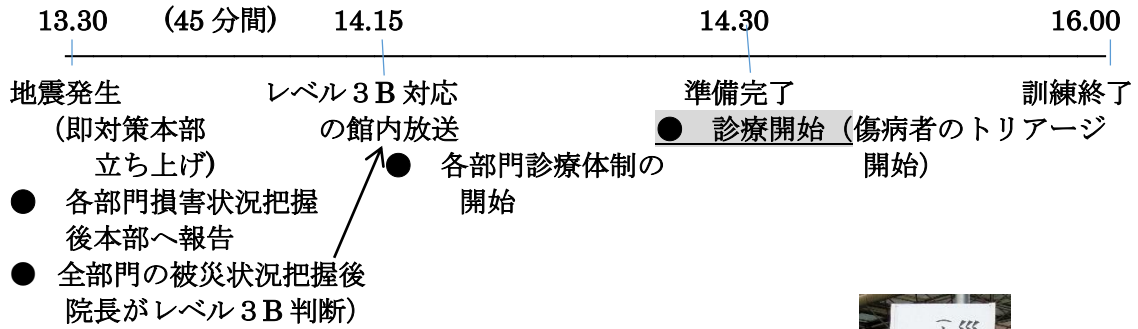 13.30 (45分間) 14.15 14.30 16.00
地震発生 レベル3B対応 準備完了 訓練終了
(即対策本部 の館内放送 ● 診療開始(傷病者のトリアージ
立ち上げ) ● 各部門診療体制の 開始)
● 各部門損害状況把握 開始
後本部へ報告
● 全部門の被災状況把握後
院長がレベル3B判断)